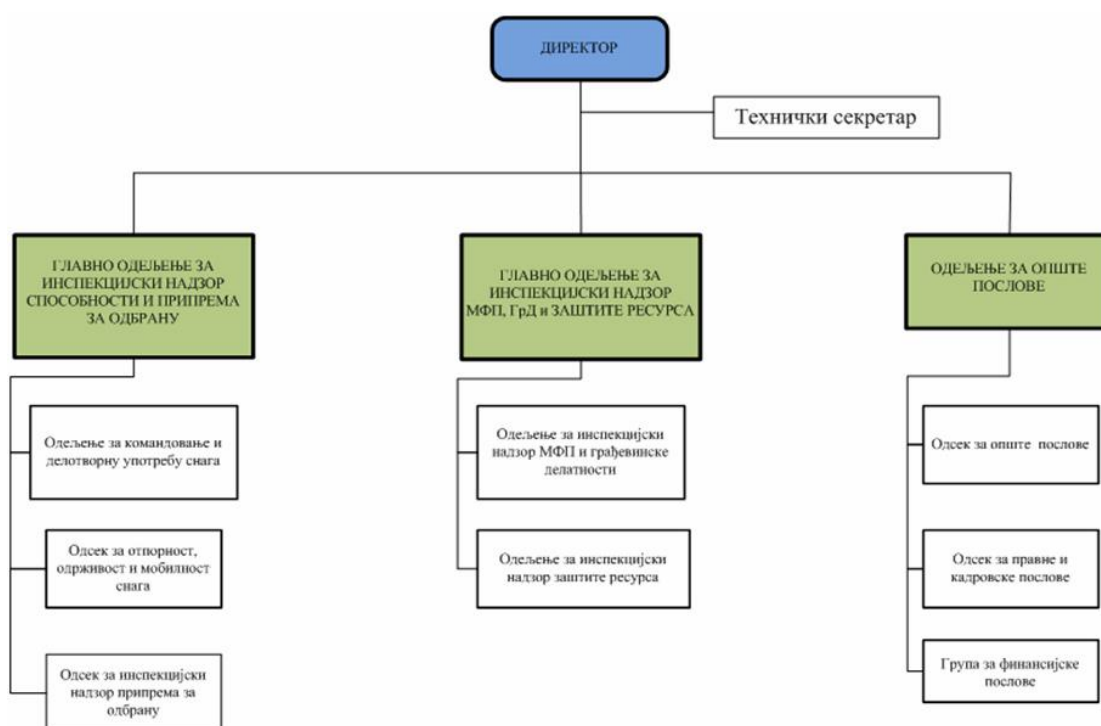 ДИРЕКТОР
Технички секретар
ГЛАВНО ОДЕЉЕЊЕ ЗА
ИНСПЕКЦИЈСКИ НАДЗОР
СПОСОБНОСТИ И ПРИПРЕМА
ЗА ОДБРАНУ
Одељење за командовање и
делотворну употребу снага
Одсек за отпорност,
одрживост и мобилност
снага
Одсек за инспекцијски
надзор припрема за
одбрану
ГЛАВНО ОДЕЉЕЊЕ ЗА
ИНСПЕКЦИЈСКИ НАДЗОР
МФП, ГрД и ЗАШТИТЕ РЕСУРСА
Одељење за инспекцијски
надзор МФП и грађевинске
делатности
Одељење за инспекцијски
надзор заштите ресурса
ОДЕЉЕЊЕ ЗА ОПШТЕ
ПОСЛОВЕ
Одсек за опште послове
Одсек за правне и
кадровске послове
Група за финансијске
послове